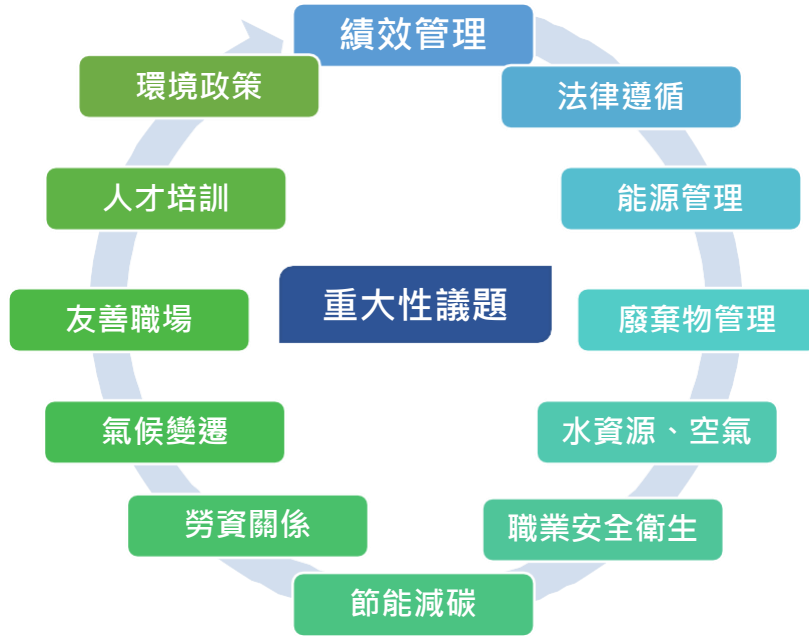 績效管理
法律遵循
能源管理
廢棄物管理
水資源、空氣
職業安全衛生
節能減碳
勞資關係
氣候變遷
友善職場
人才培訓
環境政策
重大性議題